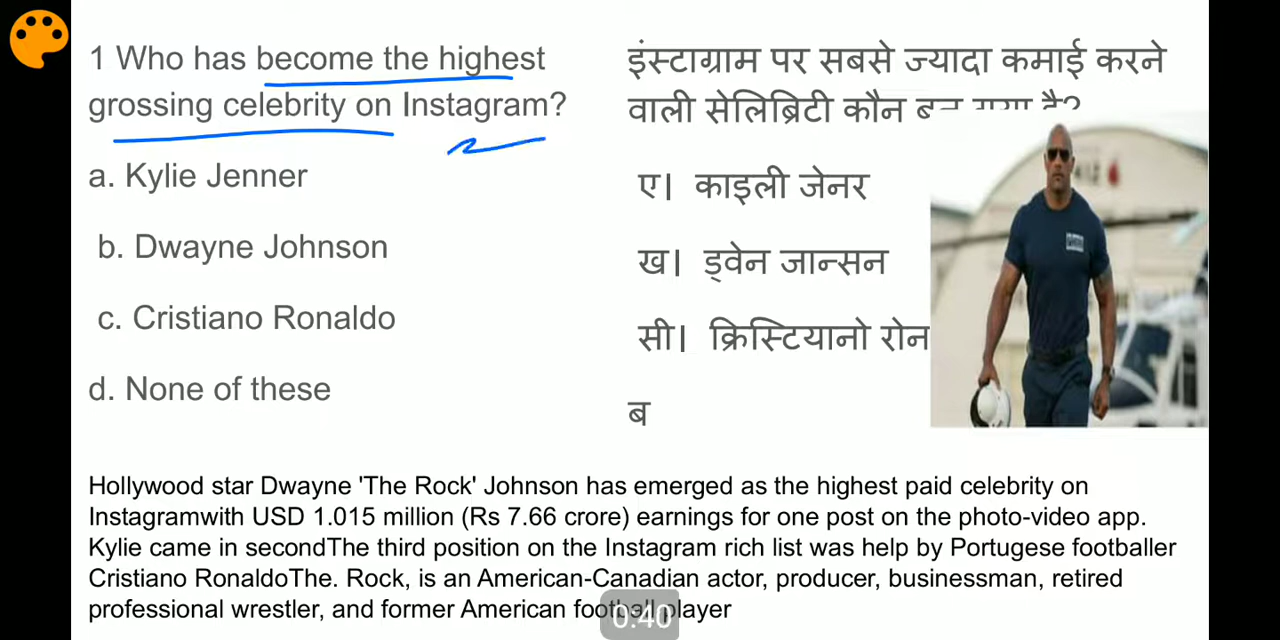 1 Who has become the highest
grossing celebrity on Instagram?
a. Kylie Jenner
b. Dwayne Johnson
c. Cristiano Ronaldo
d. None of these
इंस्टाग्राम पर सबसे ज्यादा कमाई करने
वाली सेलिब्रिटी कौन
ए। काइली जेनर
ख। ड्वेन जान्सन
सी। क्रिस्टियानो रोन
ब
Hollywood star Dwayne 'The Rock' Johnson has emerged as the highest paid celebrity on
Instagramwith USD 1.015 million (Rs 7.66 crore) earnings for one post on the photo-video app.
Kylie came in secondThe third position on the Instagram rich list was help by Portugese footballer
Cristiano RonaldoThe. Rock, is an American-Canadian actor, producer, businessman, retired
professional wrestler, and former American football player
0:40